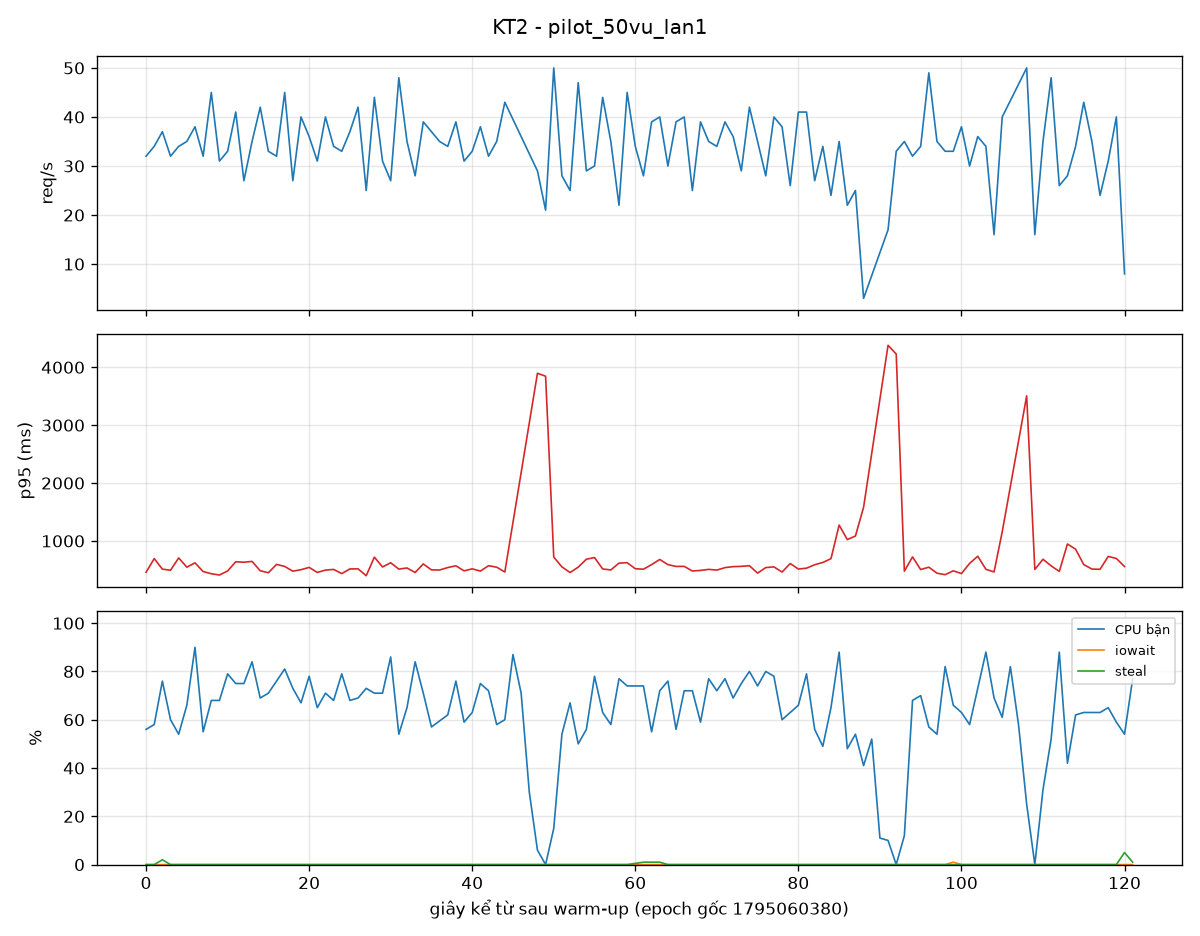 KT2 - pilot_50vu_lan1
50
40
30
20
10
req/s
4000
3000
2000
1000
p95 (ms)
100
80
60
40
20
0
%
CPU bận
iowait
steal
0 20 40 60 80 100 120
giây kể từ sau warm-up (epoch gốc 1795060380)